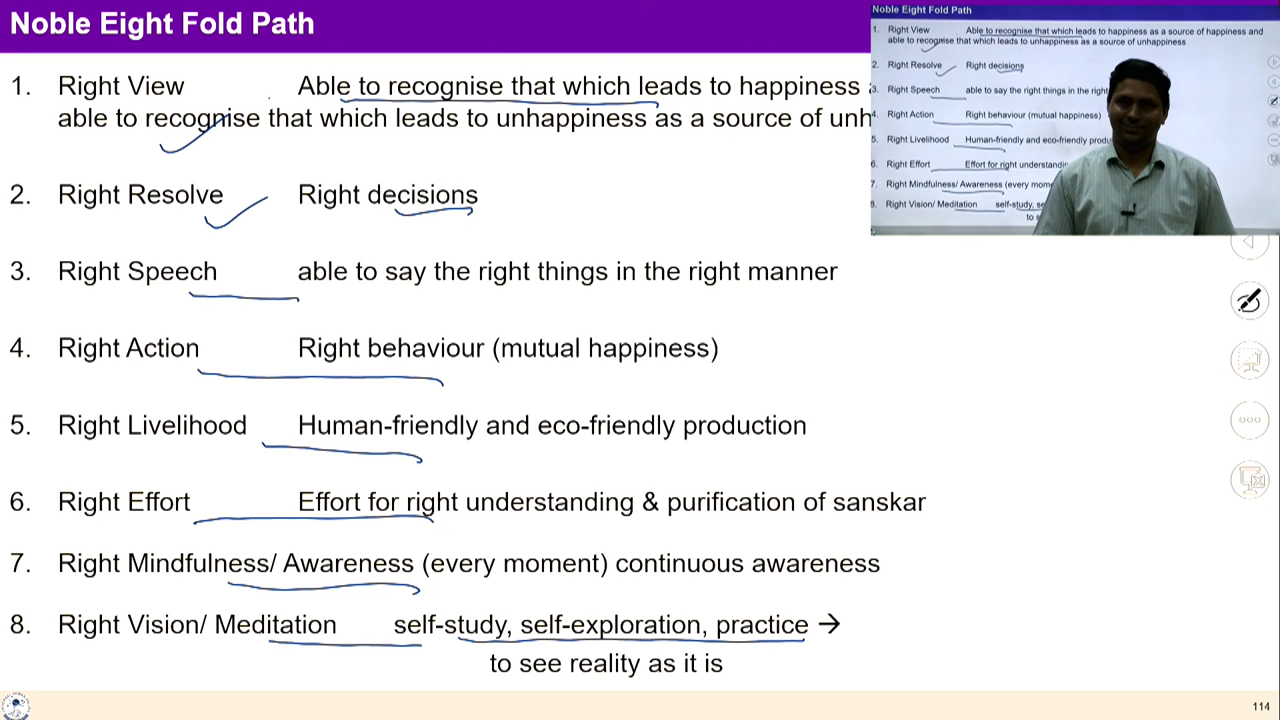 Noble Eight Fold Path
1. Right View Able to recognise that which leads to happiness
able to recognise that which leads to unhappiness as a source of unh
2. Right Resolve Right decisions
3. Right Speech able to say the right things in the right manner
4. Right Action Right behaviour (mutual happiness)
5. Right Livelihood Human-friendly and eco-friendly production
6. Right Effort Effort for right understanding & purification of sanskar
7. Right Mindfulness/ Awareness (every moment) continuous awareness
8. Right Vision/ Meditation self-study, self-exploration, practice →
to see reality as it is
114
Noble Eight Fold Path
1. Right View Able to recognise that which leads to happiness as a source of happiness and
able to recognise that which leads to unhappiness as a source of unhappiness
2. Right Resolve Right decisions
3. Right Speech able to say the right things in the right
4. Right Action Right behaviour (mutual happiness)
5. Right Livelihood Human-friendly and eco-friendly produ
6. Right Effort Effort for right understandin
7. Right Mindfulness/ Awareness (every mom
8. Right Vision/ Meditation self-study, se
to s